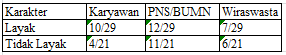 Karakter Karyawan PNS/BUMN Wiraswasta
Layak 10/29 12/29 7/29
Tidak Layak 4/21 11/21 6/21